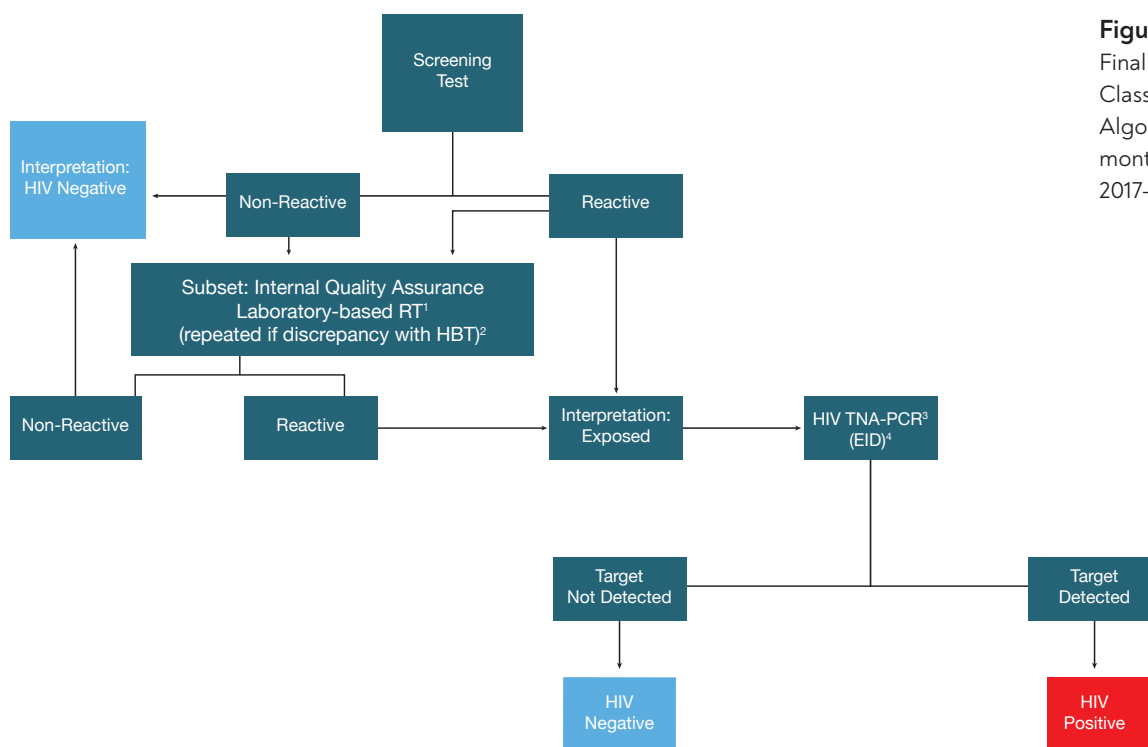 Screening
Test
Interpretation:
HIV Negative
Non-Reactive
Reactive
Subset: Internal Quality Assurance
Laboratory-based RT¹
(repeated if discrepancy with HBT)²
Non-Reactive
Reactive
Interpretation:
Exposed
HIV TNA-PCR³
(EID)⁴
Target
Not Detected
Target
Detected
HIV
Negative
HIV
Positive
Figu
Final
Class
Algo
mont
2017-